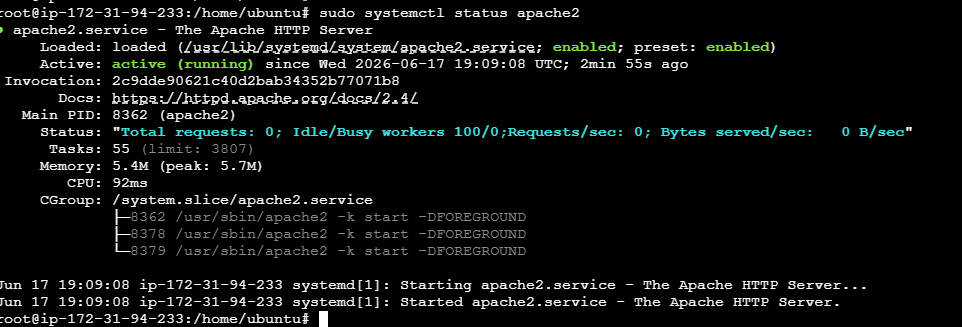 root@ip-172-31-94-233:/home/ubuntu# sudo systemctl status apache2
● apache2.service - The Apache HTTP Server
Loaded: loaded (/usr/lib/systemd/system/apache2.service; enabled; preset: enabled)
Active: active (running) since Wed 2026-06-17 19:09:08 UTC; 2min 55s ago
Invocation: 2c9dde90621c40d2bab34352b77071b8
Docs: https://httpd.apache.org/docs/2.4/
Main PID: 8362 (apache2)
Status: "Total requests: 0; Idle/Busy workers 100/0;Requests/sec: 0; Bytes served/sec:   0 B/sec"
Tasks: 55 (limit: 3807)
Memory: 5.4M (peak: 5.7M)
CPU: 92ms
CGroup: /system.slice/apache2.service
├─8362 /usr/sbin/apache2 -k start -DFOREGROUND
├─8378 /usr/sbin/apache2 -k start -DFOREGROUND
└─8379 /usr/sbin/apache2 -k start -DFOREGROUND
Jun 17 19:09:08 ip-172-31-94-233 systemd[1]: Starting apache2.service - The Apache HTTP Server...
Jun 17 19:09:08 ip-172-31-94-233 systemd[1]: Started apache2.service - The Apache HTTP Server.
root@ip-172-31-94-233:/home/ubuntu#